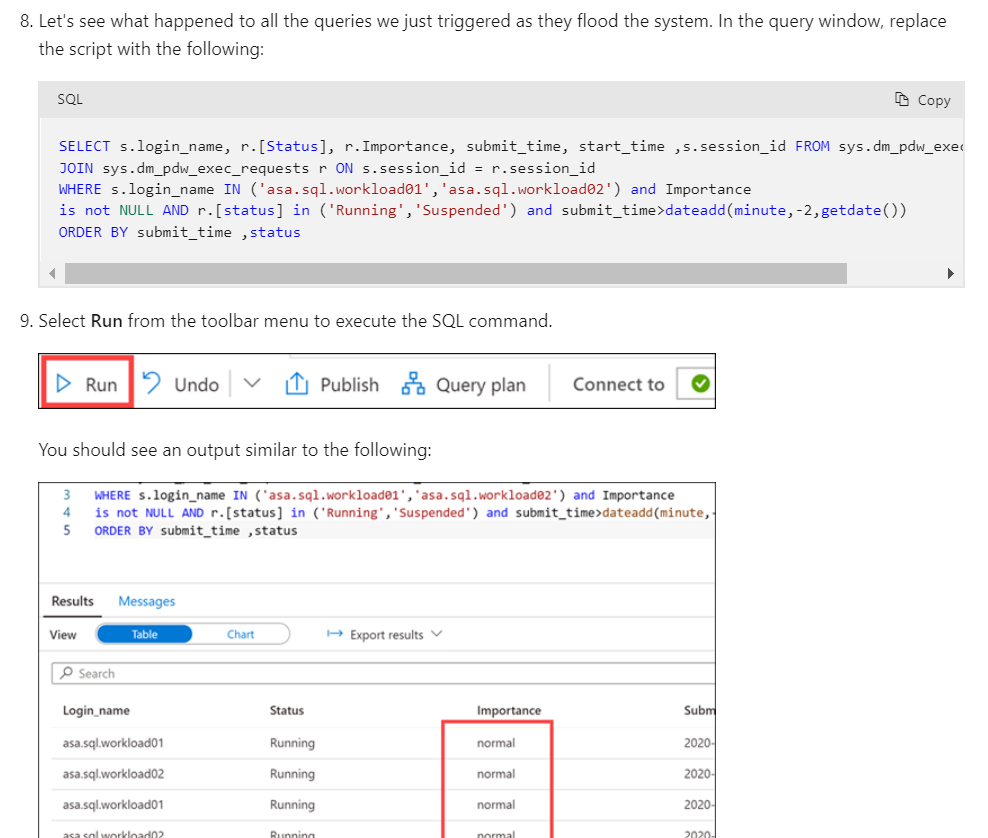 8. Let's see what happened to all the queries we just triggered as they flood the system. In the query window, replace
the script with the following:
SQL
Copy
SELECT s.login_name, r.[Status], r.Importance, submit_time, start_time ,s.session_id FROM sys.dm_pdw_exec
JOIN sys.dm_pdw_exec_requests r ON s.session_id = r.session_id
WHERE s.login_name IN ('asa.sql.workload01','asa.sql.workload02') and Importance
is not NULL AND r.[status] in ('Running','Suspended') and submit_time>dateadd(minute,-2,getdate())
ORDER BY submit_time ,status
9. Select Run from the toolbar menu to execute the SQL command.
Run Undo Publish Query plan Connect to
You should see an output similar to the following:
3 WHERE s.login_name IN ('asa.sql.workload01','asa.sql.workload02') and Importance
4 is not NULL AND r.[status] in ('Running','Suspended') and submit_time>dateadd(minute,-
5 ORDER BY submit_time ,status
Results Messages
View Table Chart Export results
Search
Login_name Status Importance Subm
asa.sql.workload01 Running normal 2020-
asa.sql.workload02 Running normal 2020-
asa.sql.workload01 Running normal 2020-
asa.sql.workload02 Running normal 2020-